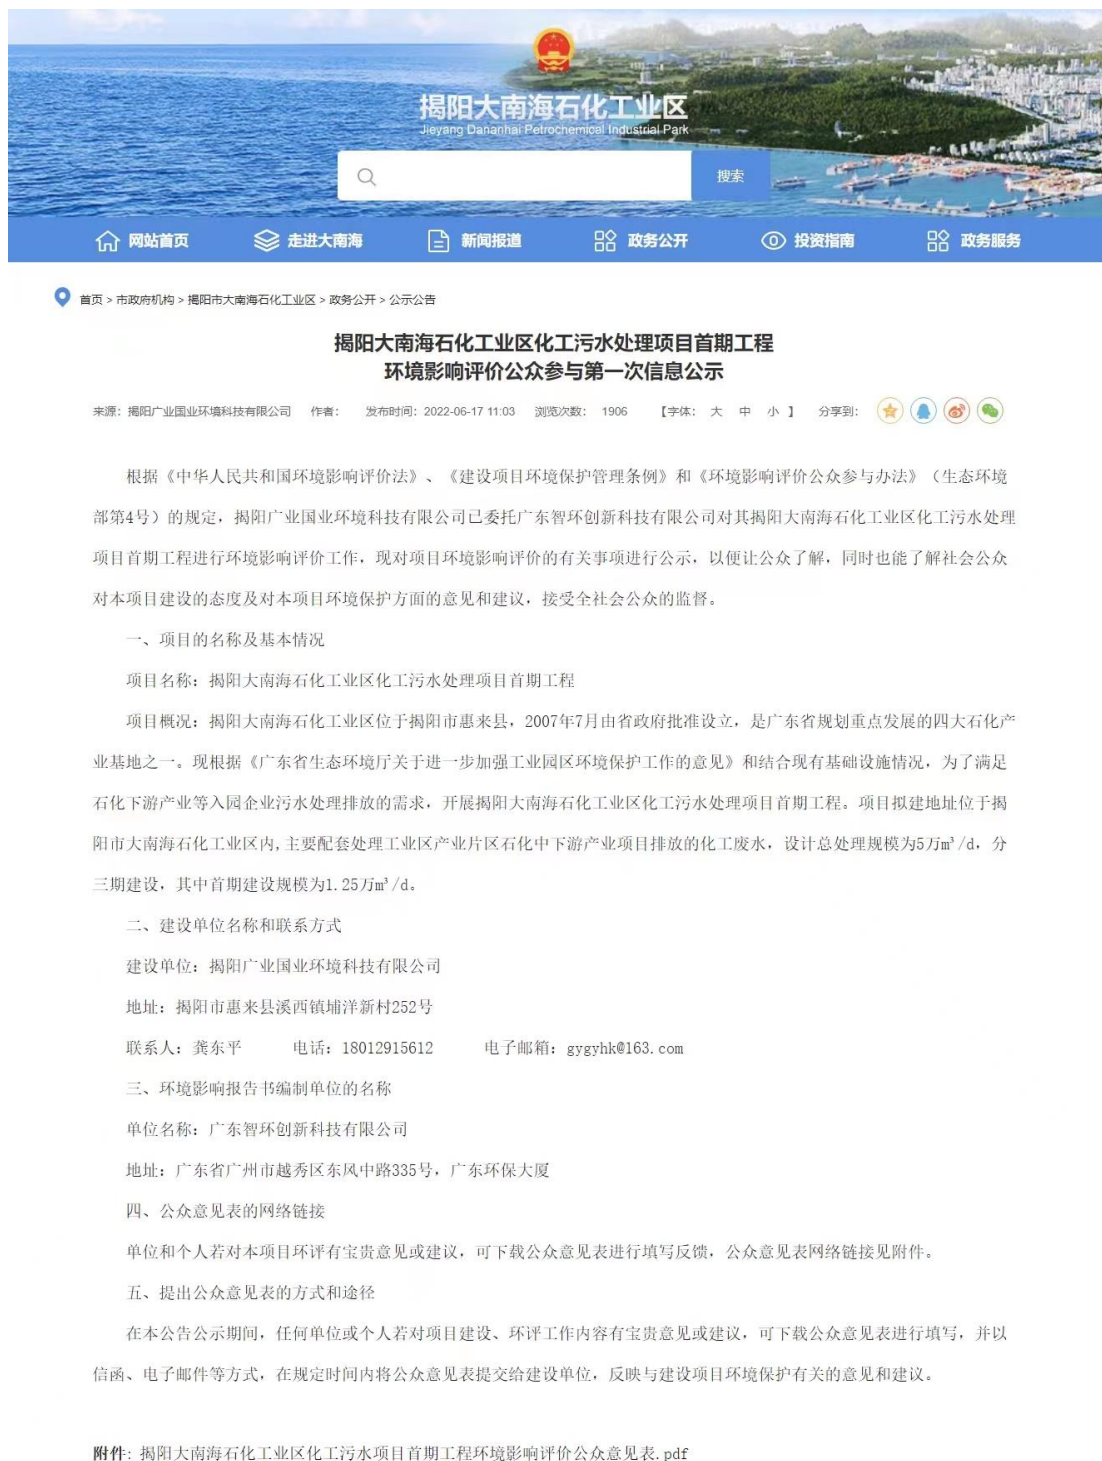 揭阳大南海石化工业区
Jieyang Dananhai Petrochemical Industrial Park
搜索
网站首页 走进大南海 新闻报道 政务公开 投资指南 政务服务
首页 > 市政府机构 > 揭阳市大南海石化工业区 > 政务公开 > 公示公告
揭阳大南海石化工业区化工污水处理项目首期工程
环境影响评价公众参与第一次信息公示
来源：揭阳广业国业环境科技有限公司 作者： 发布时间：2022-06-17 11:03 浏览次数： 1906 【字体： 大 中 小 】 分享到：
根据《中华人民共和国环境影响评价法》、《建设项目环境保护管理条例》和《环境影响评价公众参与办法》（生态环境
部第4号）的规定，揭阳广业国业环境科技有限公司已委托广东智环创新科技有限公司对其揭阳大南海石化工业区化工污水处理
项目首期工程进行环境影响评价工作，现对项目环境影响评价的有关事项进行公示，以便让公众了解，同时也能了解社会公众
对本项目建设的态度及对本项目环境保护方面的意见和建议，接受全社会公众的监督。
一、项目的名称及基本情况
项目名称：揭阳大南海石化工业区化工污水处理项目首期工程
项目概况：揭阳大南海石化工业区位于揭阳市惠来县，2007年7月由省政府批准设立，是广东省规划重点发展的四大石化产
业基地之一。现根据《广东省生态环境厅关于进一步加强工业园区环境保护工作的意见》和结合现有基础设施情况，为了满足
石化下游产业等入园企业污水处理排放的需求，开展揭阳大南海石化工业区化工污水处理项目首期工程。项目拟建地址位于揭
阳市大南海石化工业区内,主要配套处理工业区产业片区石化中下游产业项目排放的化工废水，设计总处理规模为5万m³/d，分
三期建设，其中首期建设规模为1.25万m³/d。
二、建设单位名称和联系方式
建设单位：揭阳广业国业环境科技有限公司
地址：揭阳市惠来县溪西镇埔洋新村252号
联系人：龚东平 电话：18012915612 电子邮箱：gygyhk@163.com
三、环境影响报告书编制单位的名称
单位名称：广东智环创新科技有限公司
地址：广东省广州市越秀区东风中路335号，广东环保大厦
四、公众意见表的网络链接
单位和个人若对本项目环评有宝贵意见或建议，可下载公众意见表进行填写反馈，公众意见表网络链接见附件。
五、提出公众意见表的方式和途径
在本公告公示期间，任何单位或个人若对项目建设、环评工作内容有宝贵意见或建议，可下载公众意见表进行填写，并以
信函、电子邮件等方式，在规定时间内将公众意见表提交给建设单位，反映与建设项目环境保护有关的意见和建议。
附件: 揭阳大南海石化工业区化工污水项目首期工程环境影响评价公众意见表.pdf